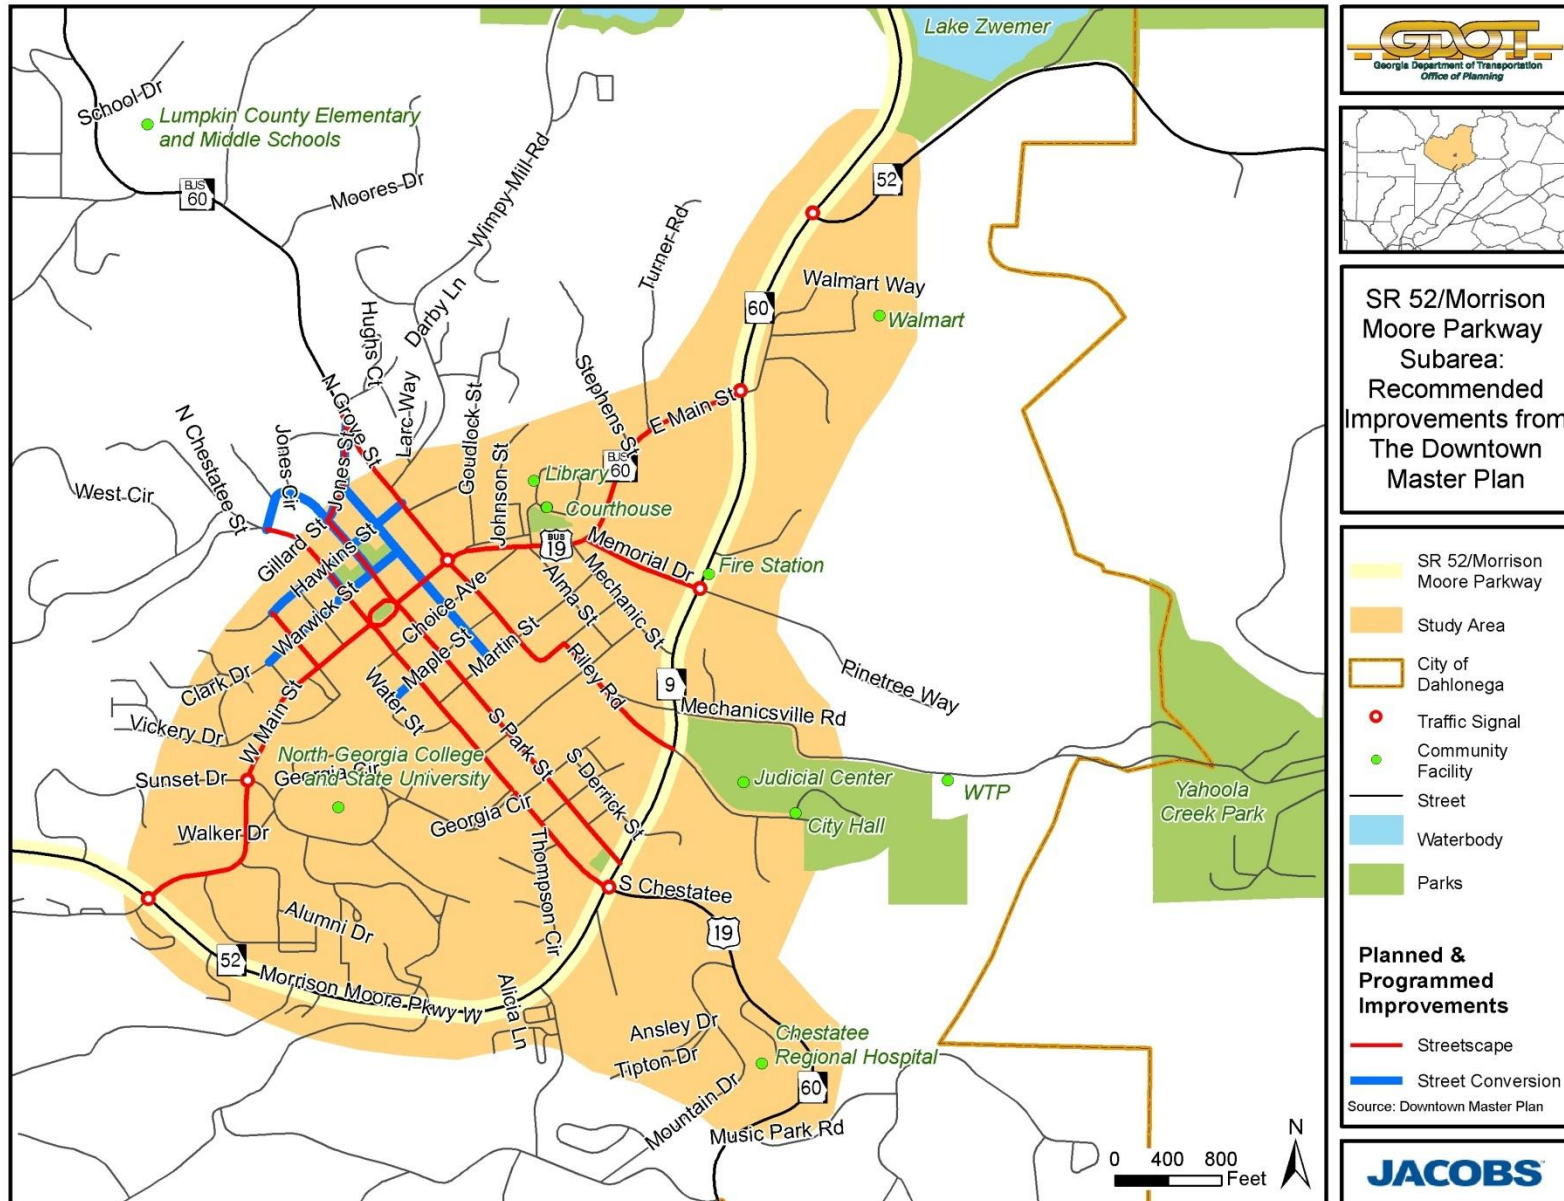 Lake Zwemer
School Dr
Lumpkin County Elementary
and Middle Schools
BUS
60
Moores Dr
Wimpy Mill Rd
52
Turner Rd
Walmart Way
60
Walmart
Darby Ln
Hughs Ct
Stephens St
N Grove St
Larc Way
Goudlock St
E Main St
N Chestatee St
Jones Cir
Jones St
Johnson St
BUS
60
Library
West Cir
Courthouse
Gillard St
Hawkins St
BUS
19
Memorial Dr
Fire Station
Choice Ave
Alma St
Mechanic St
Warwick St
Maple St
Martin St
Riley Rd
Clark Dr
Water St
9
Pinetree Way
W Main St
S Park St
Mechanicsville Rd
Vickery Dr
North Georgia College
and State University
Georgia Cir
Sunset Dr
S Derrick St
Judicial Center
WTP
Yahoola
Creek Park
City Hall
Walker Dr
Georgia Cir
Thompson Cir
S Chestatee
Alumni Dr
19
52
Morrison Moore Pkwy W
Alicia Ln
Ansley Dr
Tipton Dr
Chestatee
Regional Hospital
60
Mountain Dr
Music Park Rd
0 400 800
Feet
N
GDOT
Georgia Department of Transportation
Office of Planning
SR 52/Morrison
Moore Parkway
Subarea:
Recommended
Improvements from
The Downtown
Master Plan
SR 52/Morrison
Moore Parkway
Study Area
City of
Dahlonega
Traffic Signal
Community
Facility
Street
Waterbody
Parks
Planned &
Programmed
Improvements
Streetscape
Street Conversion
Source: Downtown Master Plan
JACOBS